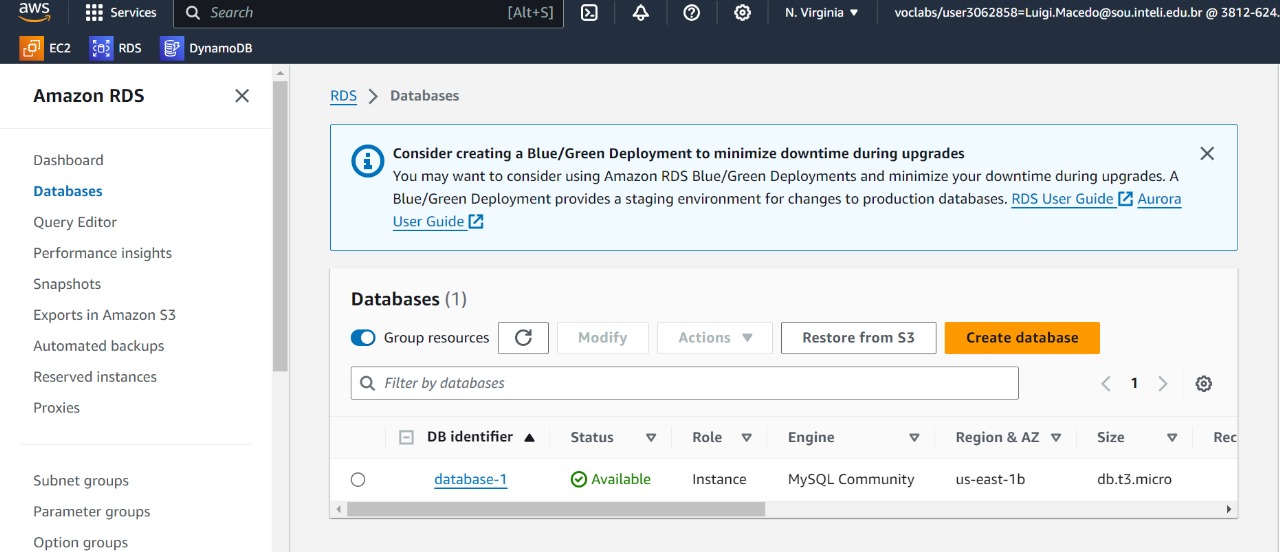 aws
Services
Search
[Alt+S]
N. Virginia
voclabs/user3062858=Luigi.Macedo@sou.inteli.edu.br @ 3812-624.
EC2
RDS
DynamoDB
Amazon RDS
Dashboard
Databases
Query Editor
Performance insights
Snapshots
Exports in Amazon S3
Automated backups
Reserved instances
Proxies
Subnet groups
Parameter groups
Option groups
RDS > Databases
Consider creating a Blue/Green Deployment to minimize downtime during upgrades
You may want to consider using Amazon RDS Blue/Green Deployments and minimize your downtime during upgrades. A
Blue/Green Deployment provides a staging environment for changes to production databases. RDS User Guide Aurora
User Guide
Databases (1)
Group resources
Modify
Actions
Restore from S3
Create database
Filter by databases
1
DB identifier Status Role Engine Region & AZ Size Rec
database-1 Available Instance MySQL Community us-east-1b db.t3.micro